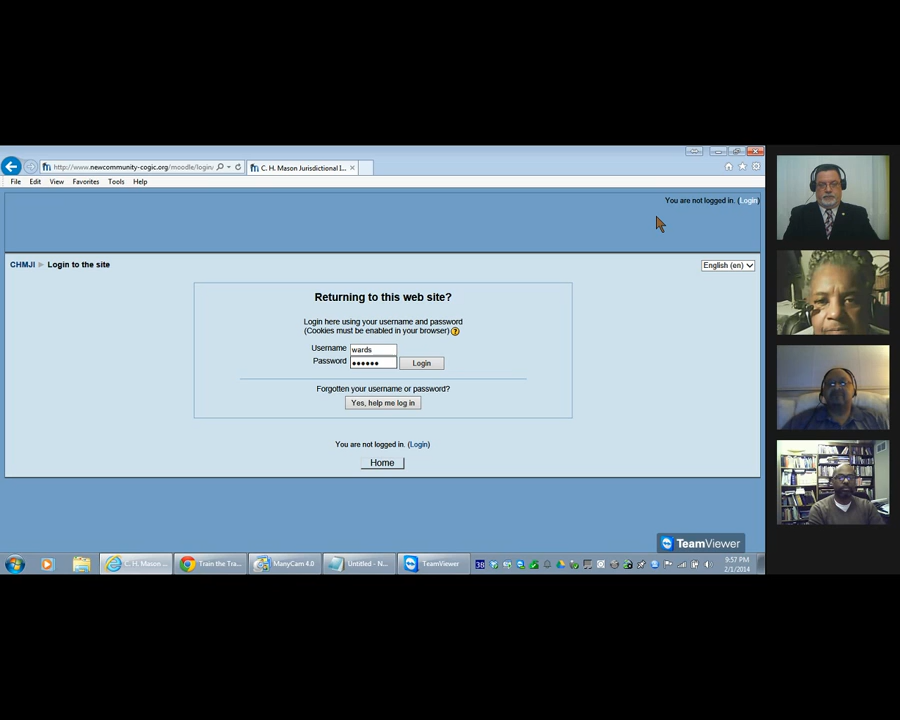 http://www.newcommunity-cogic.org/moodle/login/
C. H. Mason Jurisdictional I...
File Edit View Favorites Tools Help
You are not logged in. (Login)
CHMJI ► Login to the site
English (en)
Returning to this web site?
Login here using your username and password
(Cookies must be enabled in your browser) ?
Username wards
Password ••••••
Login
Forgotten your username or password?
Yes, help me log in
You are not logged in. (Login)
Home
TeamViewer
C. H. Mason ...
Train the Tra...
ManyCam 4.0
Untitled - N...
TeamViewer
38
9:57 PM
2/1/2014